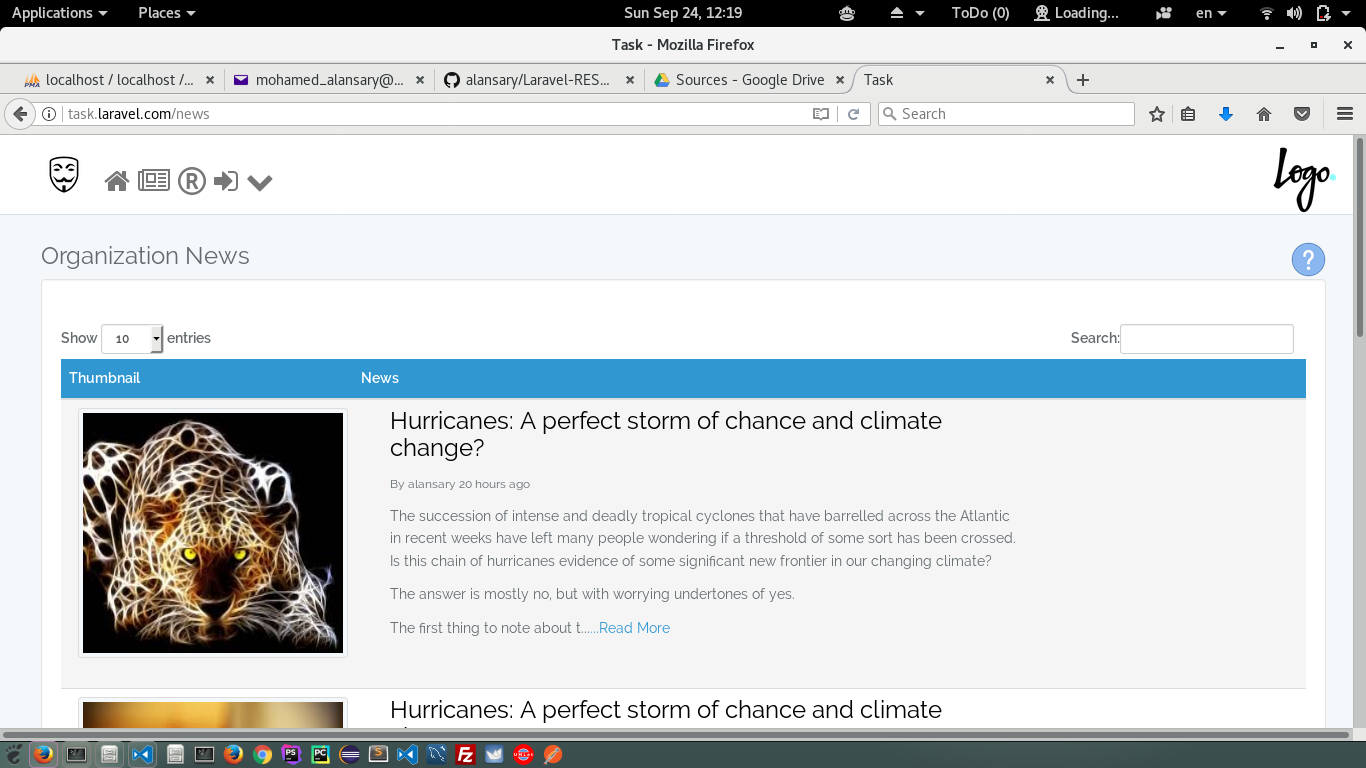 Applications Places Sun Sep 24, 12:19 ToDo (0) Loading... en
Task - Mozilla Firefox
localhost / localhost /... mohamed_alansary@... alansary/Laravel-RES... Sources - Google Drive Task
task.laravel.com/news Search
Logo.
Organization News
?
Show 10 entries Search:
Thumbnail News
Hurricanes: A perfect storm of chance and climate
change?
By alansary 20 hours ago
The succession of intense and deadly tropical cyclones that have barrelled across the Atlantic
in recent weeks have left many people wondering if a threshold of some sort has been crossed.
Is this chain of hurricanes evidence of some significant new frontier in our changing climate?
The answer is mostly no, but with worrying undertones of yes.
The first thing to note about t......Read More
Hurricanes: A perfect storm of chance and climate